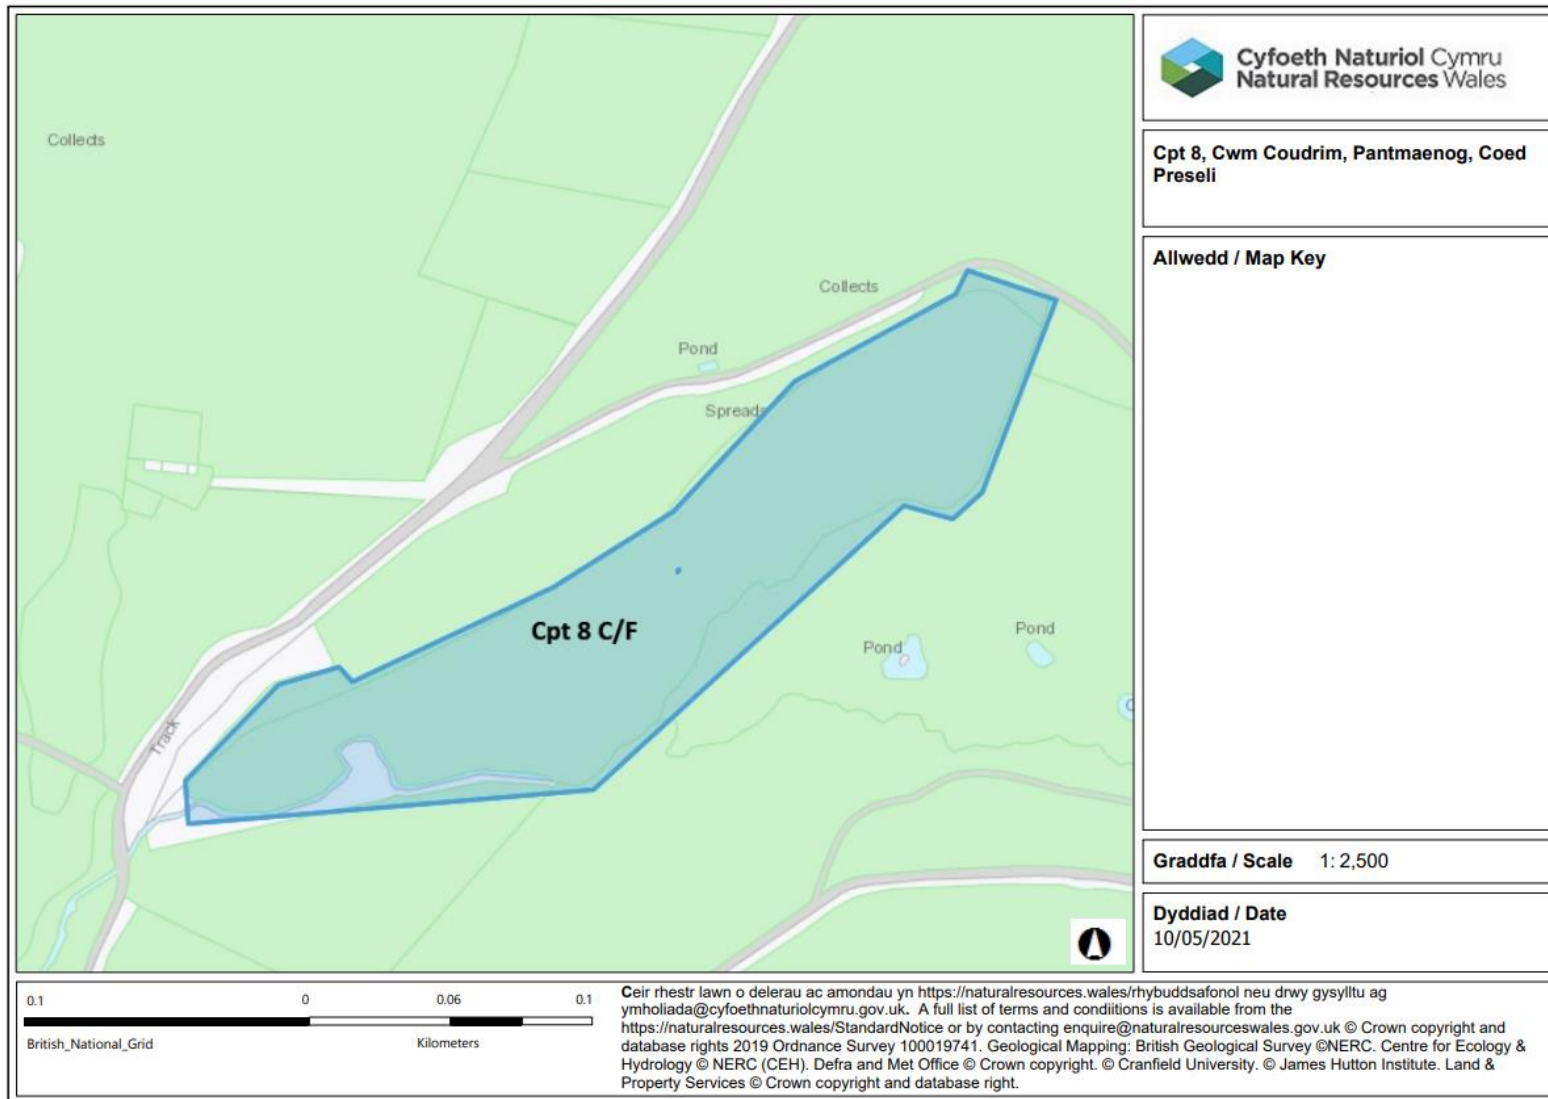 Collects
Collects
Pond
Spreads
Cpt 8 C/F
Pond
Pond
Track
Cyfoeth Naturiol Cymru
Natural Resources Wales
Cpt 8, Cwm Coudrim, Pantmaenog, Coed
Preseli
Allwedd / Map Key
Graddfa / Scale 1: 2,500
Dyddiad / Date
10/05/2021
0.1 0 0.06 0.1
British_National_Grid Kilometers
Ceir rhestr lawn o delerau ac amondau yn https://naturalresources.wales/rhybuddsafonol neu drwy gysylltu ag
ymholiada@cyfoethnaturiolcymru.gov.uk. A full list of terms and condiitions is available from the
https://naturalresources.wales/StandardNotice or by contacting enquire@naturalresourceswales.gov.uk © Crown copyright and
database rights 2019 Ordnance Survey 100019741. Geological Mapping: British Geological Survey ©NERC. Centre for Ecology &
Hydrology © NERC (CEH). Defra and Met Office © Crown copyright. © Cranfield University. © James Hutton Institute. Land &
Property Services © Crown copyright and database right.